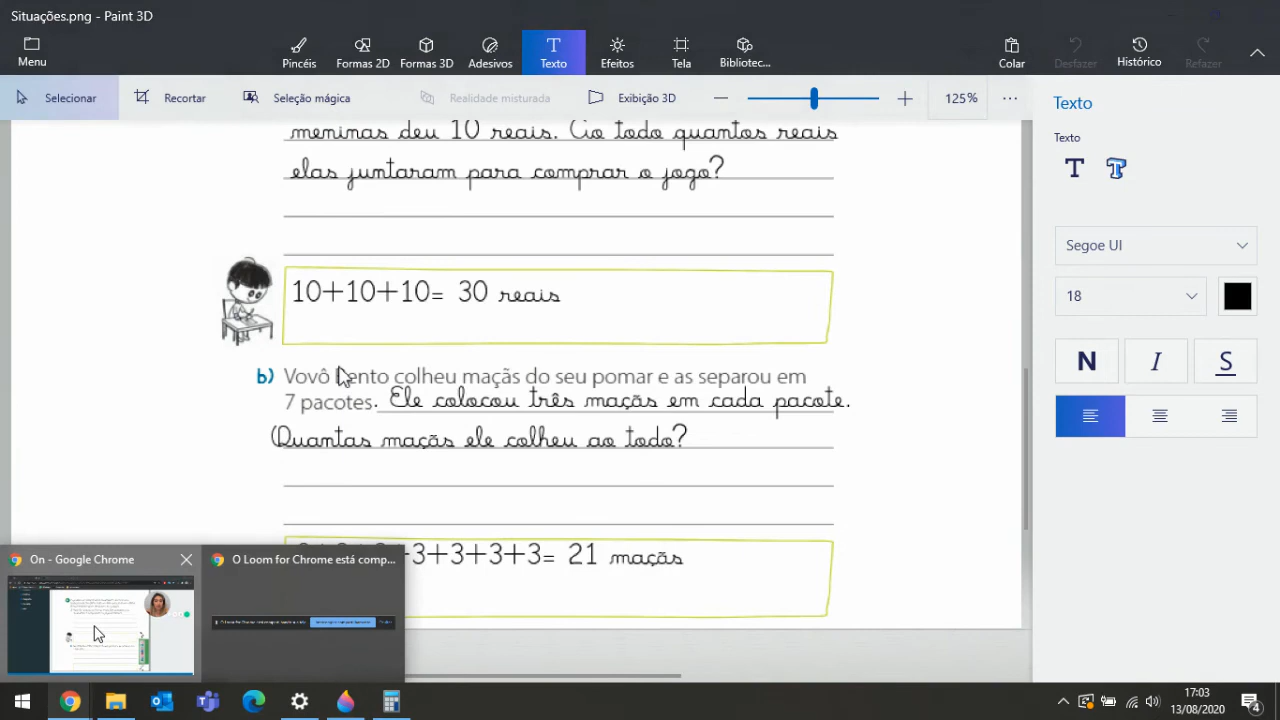 Situações.png - Paint 3D
Menu
Pincéis
Formas 2D
Formas 3D
Adesivos
Texto
Efeitos
Tela
Bibliotec...
Colar
Desfazer
Histórico
Refazer
Selecionar
Recortar
Seleção mágica
Realidade misturada
Exibição 3D
125%
Texto
Texto
Segoe UI
18
N I S
meninas deu 10 reais. Ao todo quantos reais
elas juntaram para comprar o jogo?
10+10+10= 30 reais
b) Vovô Bento colheu maçãs do seu pomar e as separou em
7 pacotes. Ele colocou três maçãs em cada pacote.
Quantas maçãs ele colheu ao todo?
+3+3+3+3= 21 maçãs
On - Google Chrome
O Loom for Chrome está comp...
17:03
13/08/2020
4